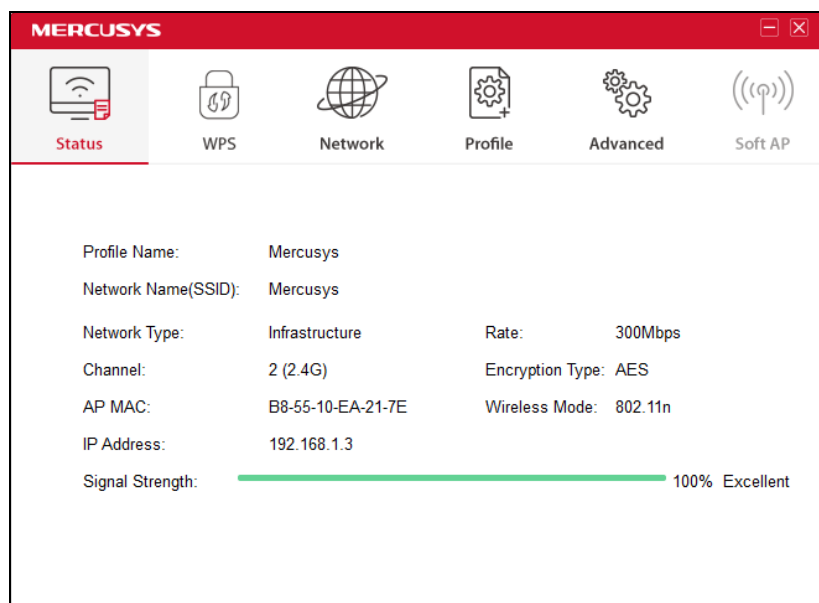 MERCUSYS
Status WPS Network Profile Advanced Soft AP
Profile Name: Mercusys
Network Name(SSID): Mercusys
Network Type: Infrastructure Rate: 300Mbps
Channel: 2 (2.4G) Encryption Type: AES
AP MAC: B8-55-10-EA-21-7E Wireless Mode: 802.11n
IP Address: 192.168.1.3
Signal Strength: 100% Excellent